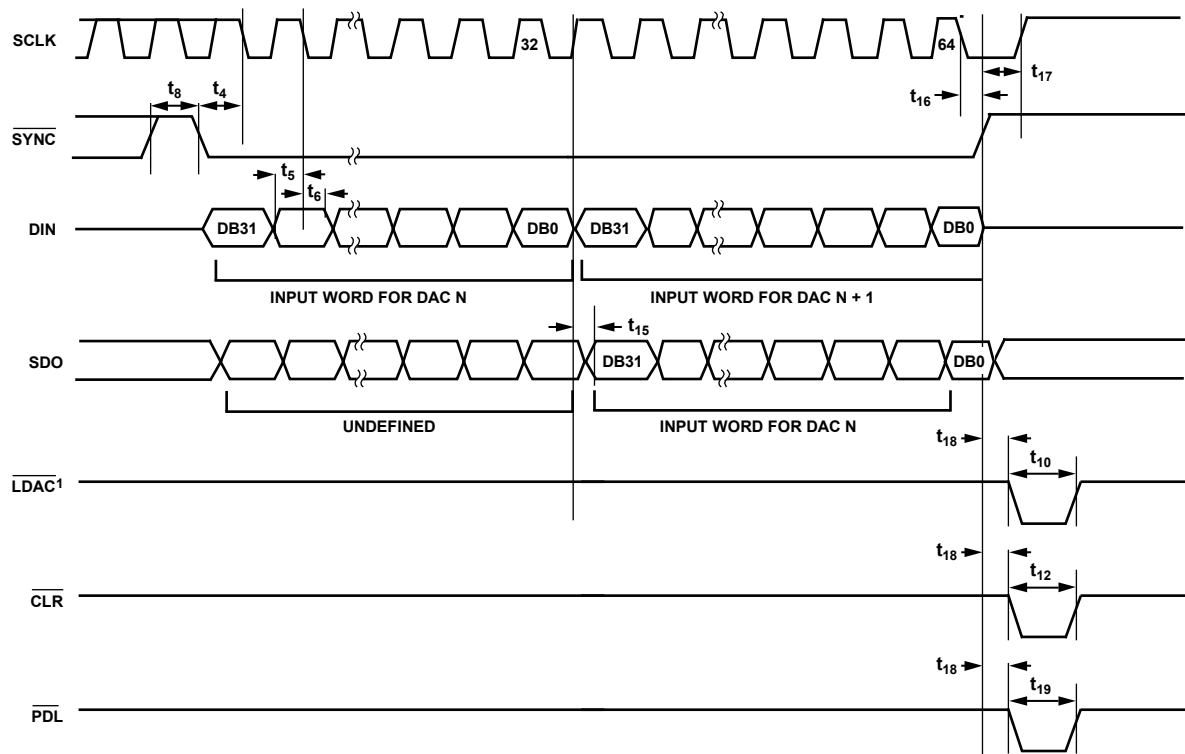 SCLK
32
64
t17
t16
t8
t4
SYNC
t5
t6
DIN
DB31
DB0
DB31
DB0
INPUT WORD FOR DAC N
INPUT WORD FOR DAC N + 1
t15
SDO
DB31
DB0
UNDEFINED
INPUT WORD FOR DAC N
t18
t10
LDAC1
t18
t12
CLR
t18
t19
PDL